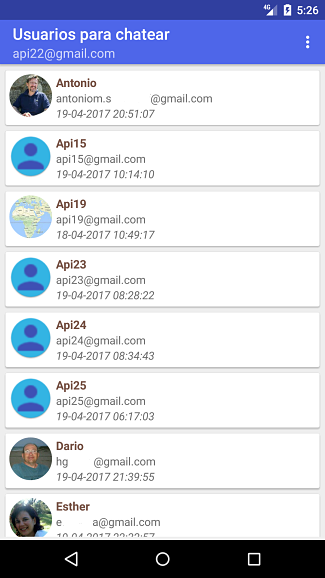 4G 5:26
Usuarios para chatear
api22@gmail.com
Antonio
antoniom.s @gmail.com
19-04-2017 20:51:07
Api15
api15@gmail.com
19-04-2017 10:14:10
Api19
api19@gmail.com
18-04-2017 10:49:17
Api23
api23@gmail.com
19-04-2017 08:28:22
Api24
api24@gmail.com
19-04-2017 08:34:43
Api25
api25@gmail.com
19-04-2017 06:17:03
Dario
hg @gmail.com
19-04-2017 21:39:55
Esther
e a@gmail.com